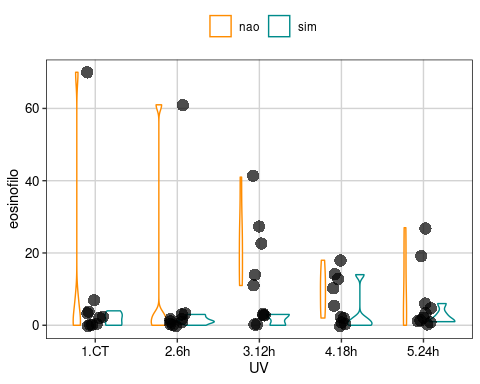 nao sim
eosinofilo
60
40
20
0
1.CT 2.6h 3.12h 4.18h 5.24h
UV